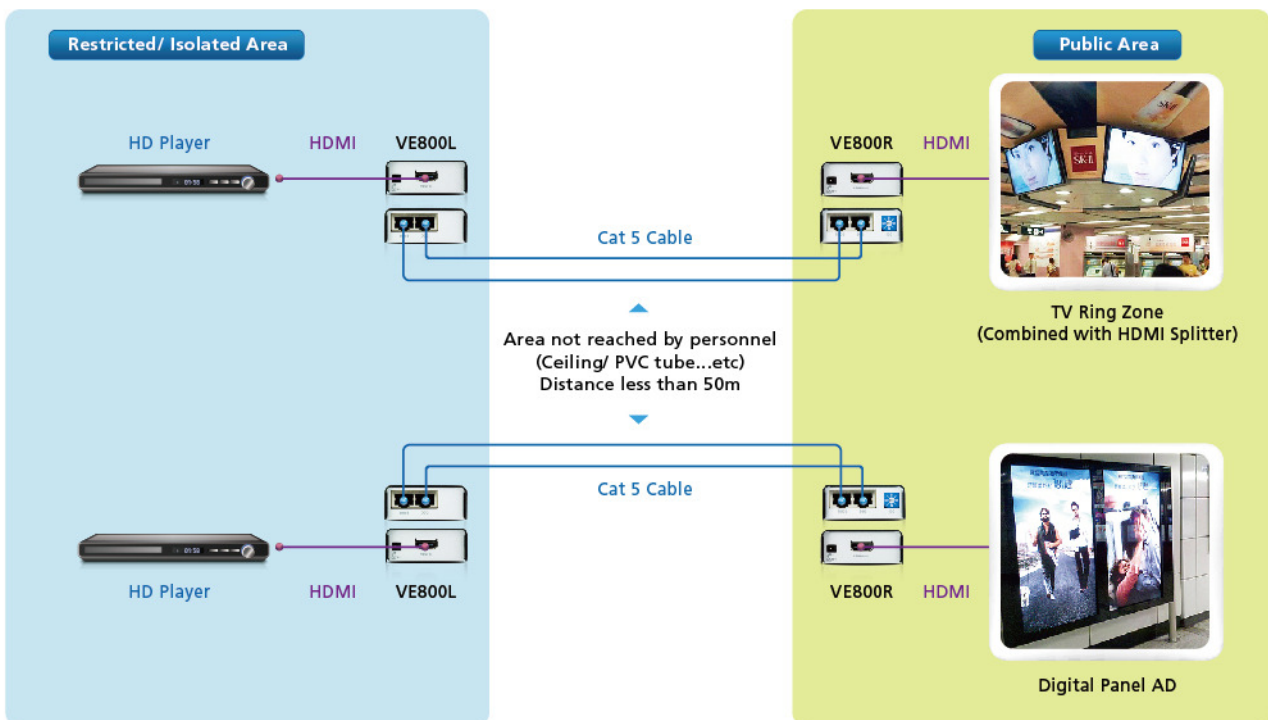 Restricted/ Isolated Area
Public Area
HD Player
HDMI
VE800L
VE800R
HDMI
SK-II
Cat 5 Cable
TV Ring Zone
(Combined with HDMI Splitter)
Area not reached by personnel
(Ceiling/ PVC tube...etc)
Distance less than 50m
Cat 5 Cable
HD Player
HDMI
VE800L
VE800R
HDMI
Digital Panel AD